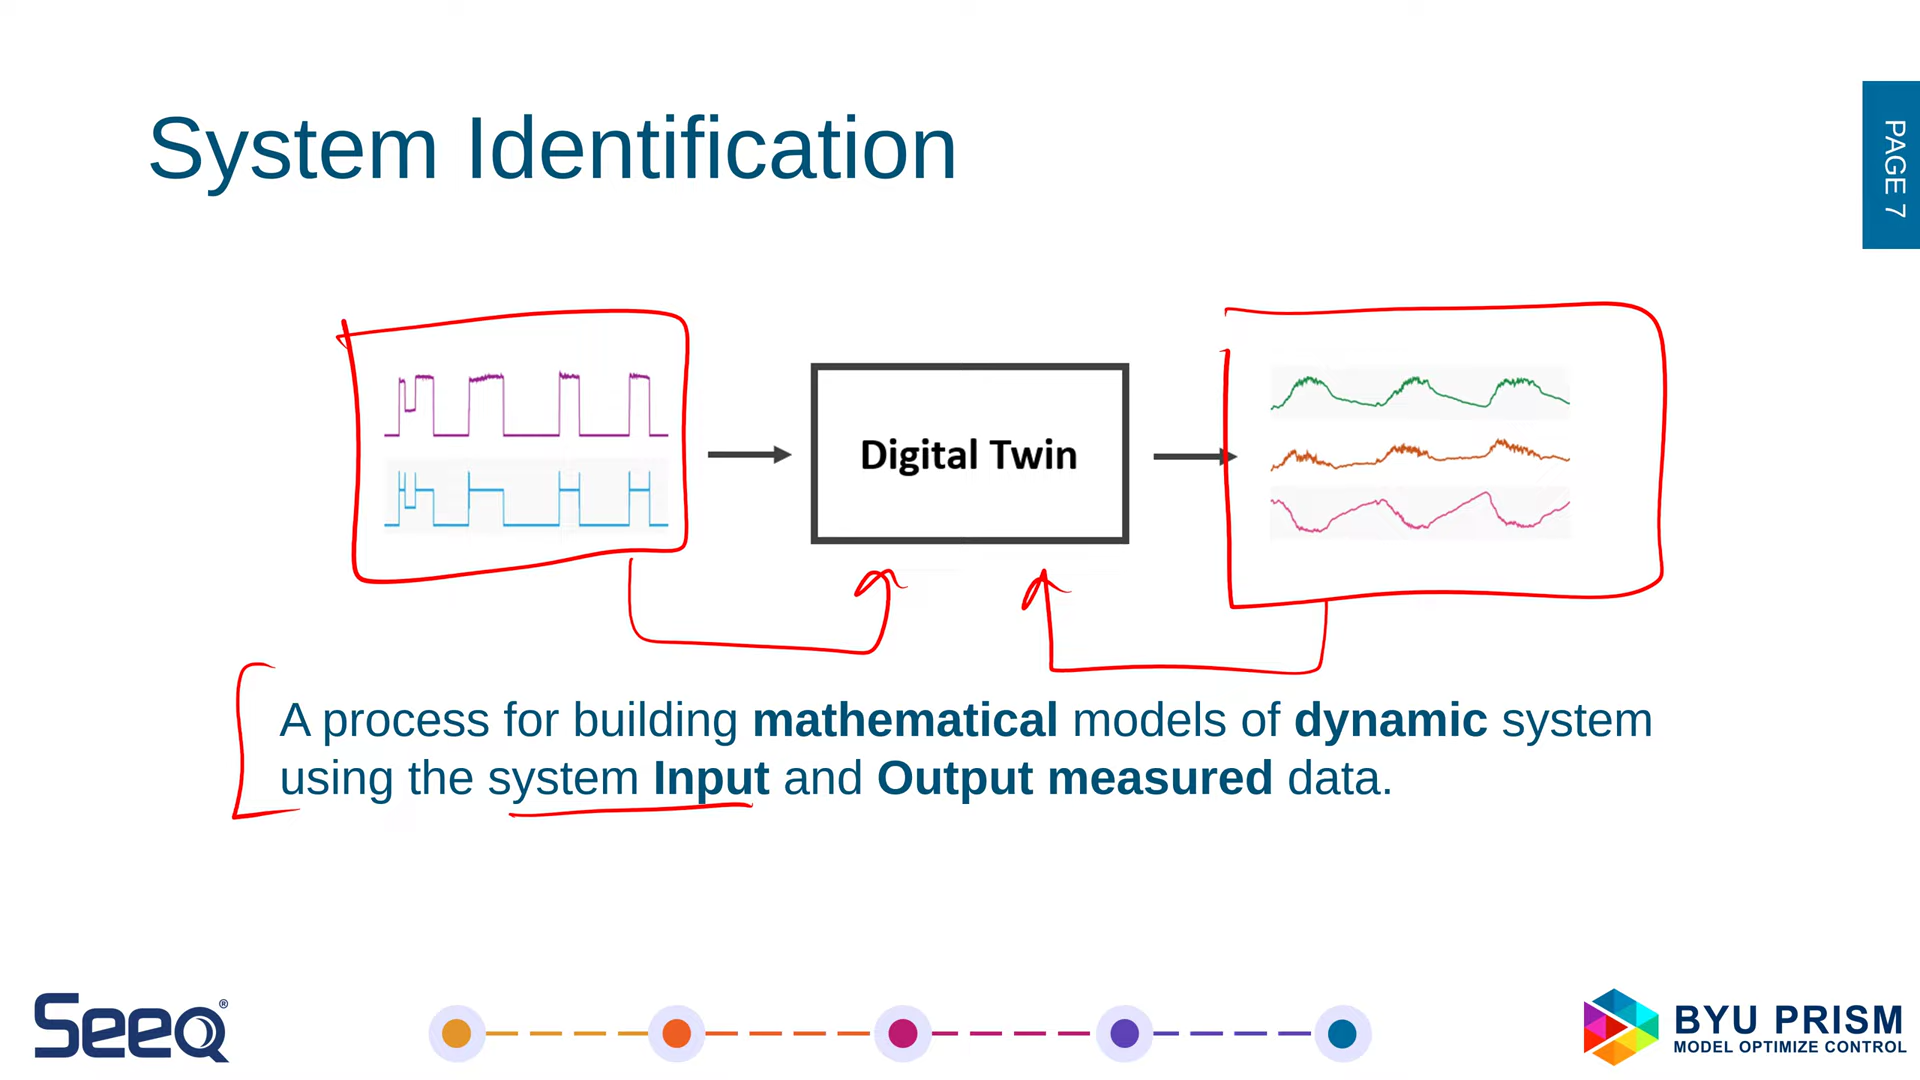 System Identification
PAGE 7
Digital Twin
A process for building mathematical models of dynamic system
using the system Input and Output measured data.
SeeQ®
BYU PRISM
MODEL OPTIMIZE CONTROL